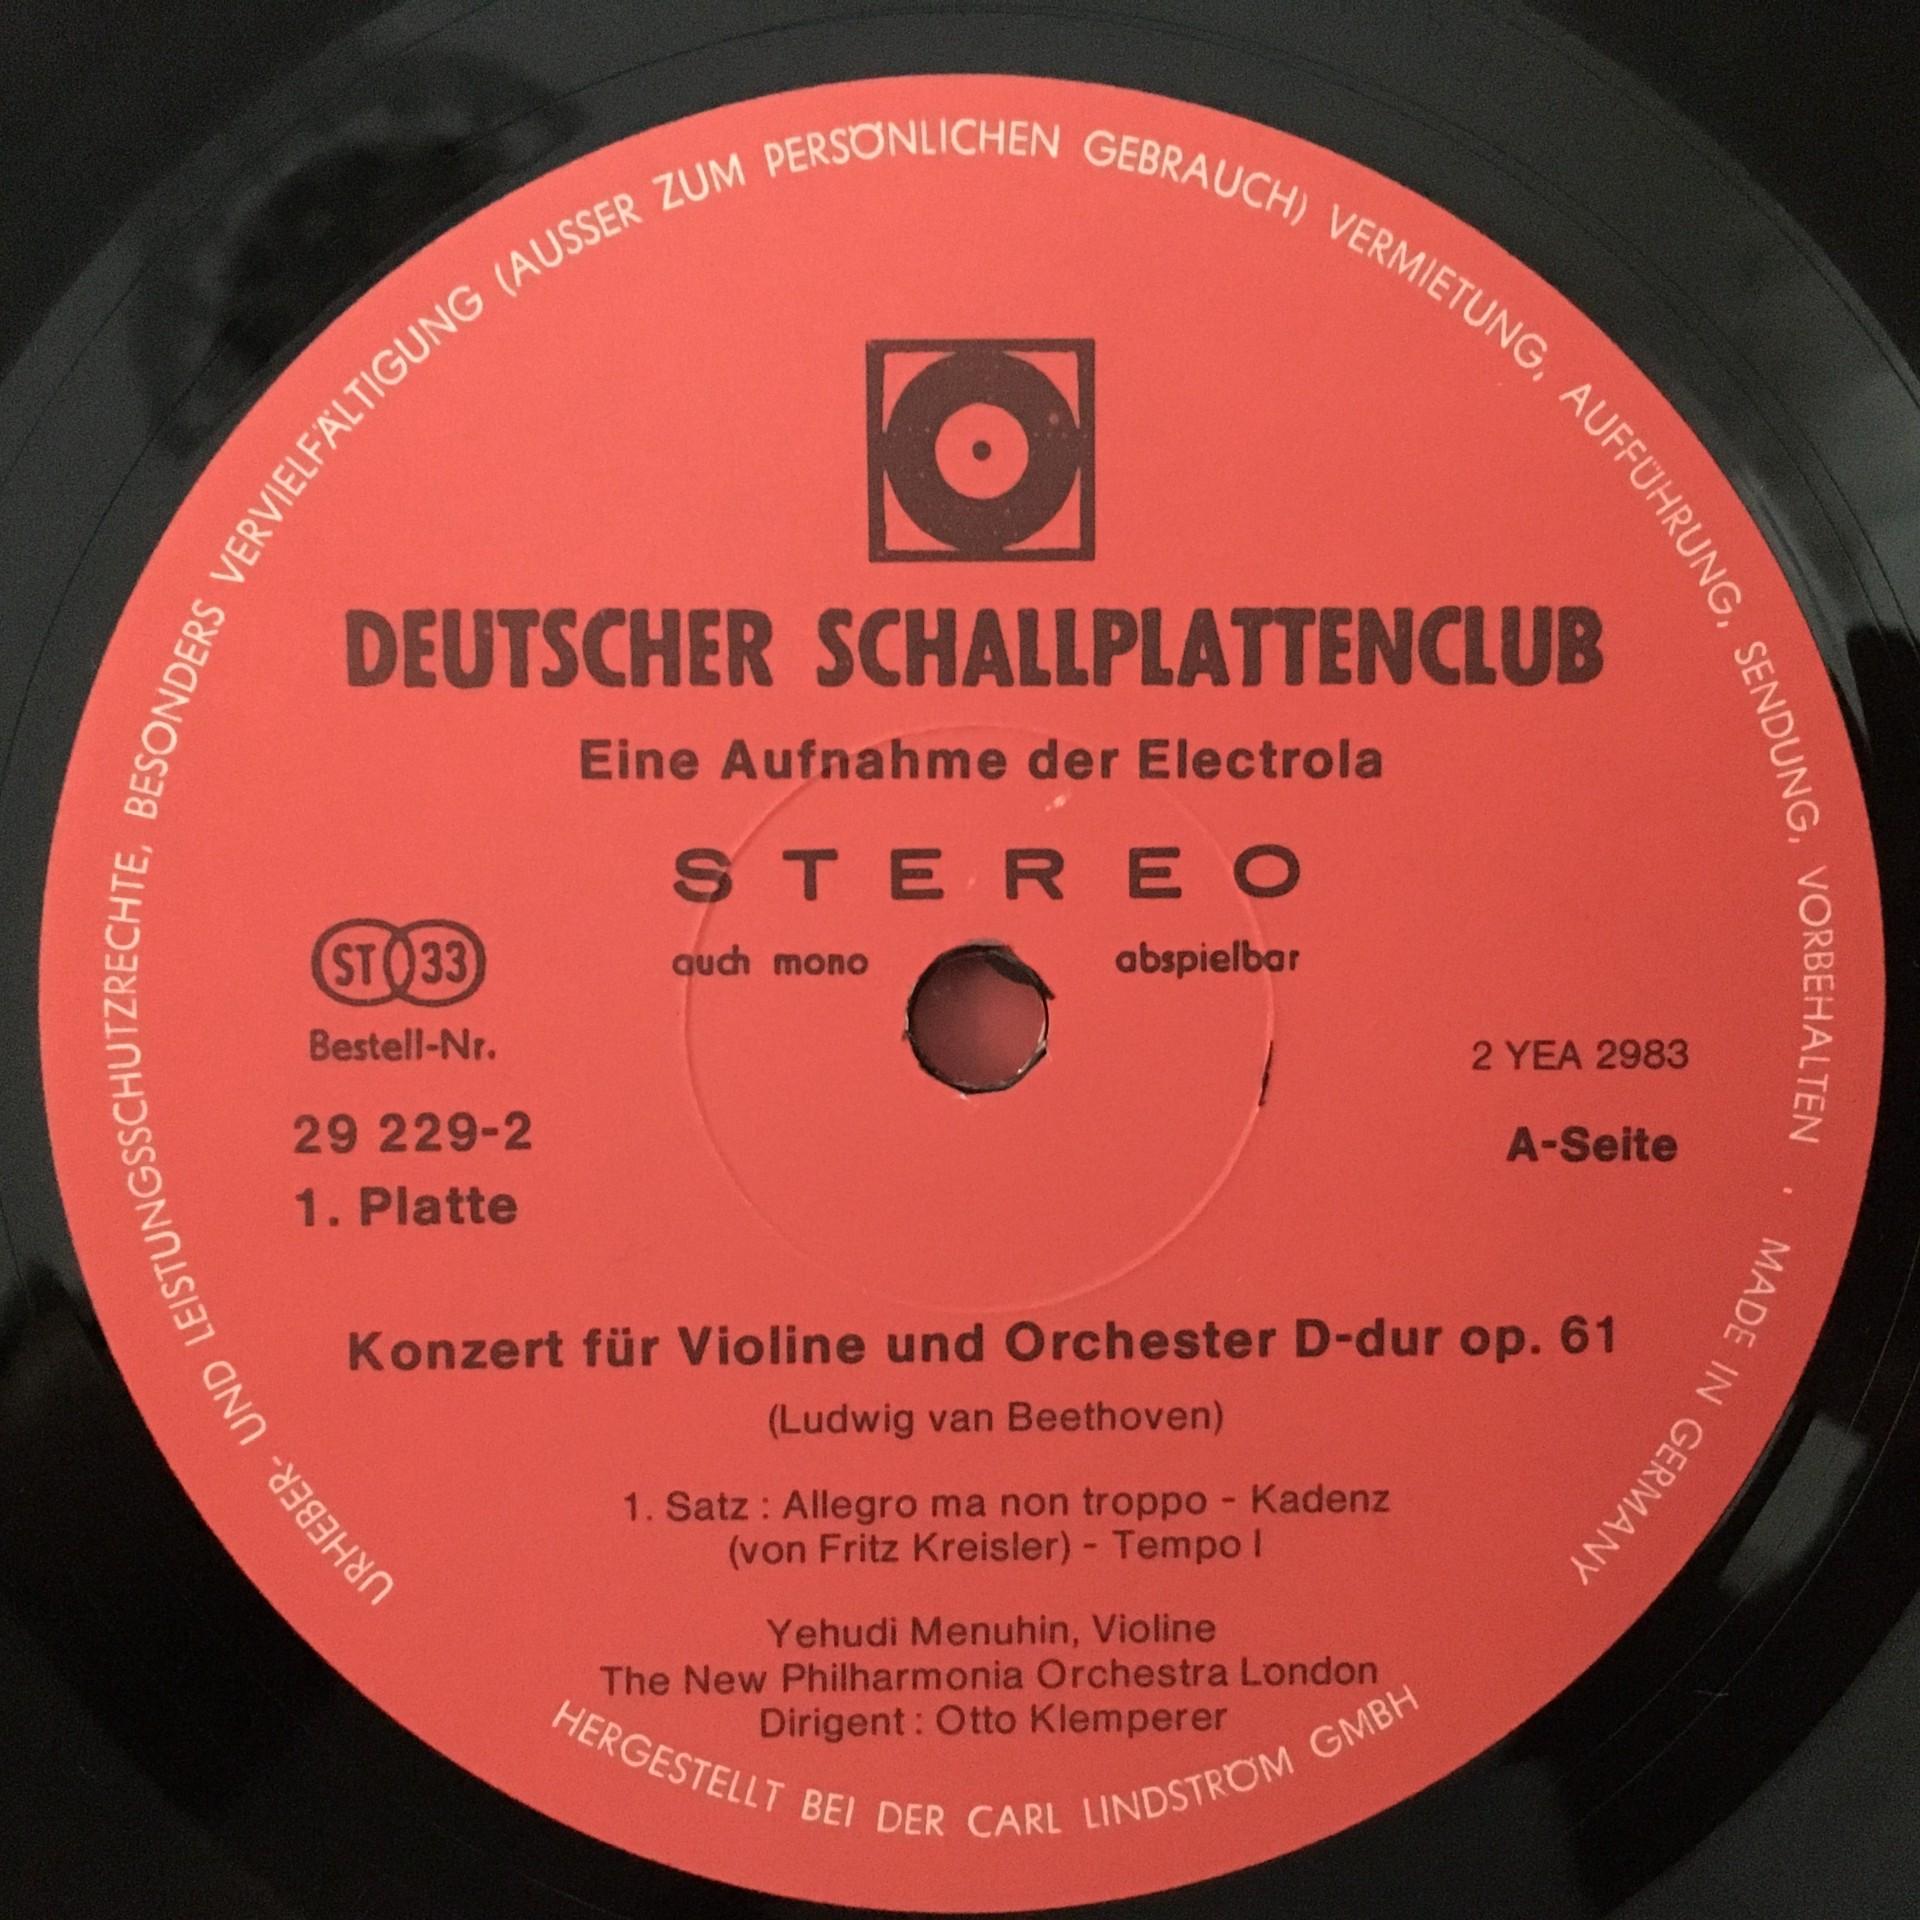 URHEBER- UND LEISTUNGSSCHUTZRECHTE, BESONDERS VERVIELFÄLTIGUNG (AUSSER ZUM PERSÖNLICHEN GEBRAUCH) VERMIETUNG, AUFFÜHRUNG, SENDUNG, VORBEHALTEN · MADE IN GERMANY
DEUTSCHER SCHALLPLATTENCLUB
Eine Aufnahme der Electrola
STEREO
auch mono abspielbar
ST 33
Bestell-Nr.
29 229-2
1. Platte
2 YEA 2983
A-Seite
Konzert für Violine und Orchester D-dur op. 61
(Ludwig van Beethoven)
1. Satz : Allegro ma non troppo - Kadenz
(von Fritz Kreisler) - Tempo I
Yehudi Menuhin, Violine
The New Philharmonia Orchestra London
Dirigent : Otto Klemperer
HERGESTELLT BEI DER CARL LINDSTRÖM GMBH